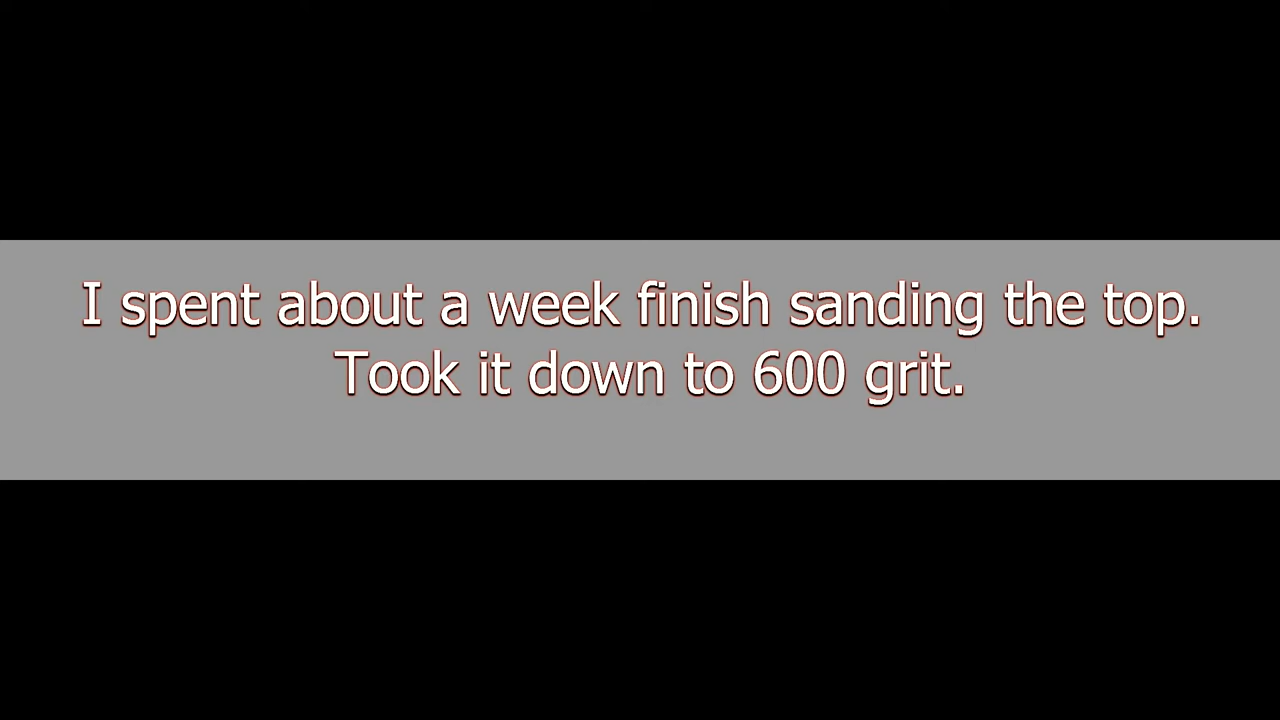 I spent about a week finish sanding the top.
Took it down to 600 grit.